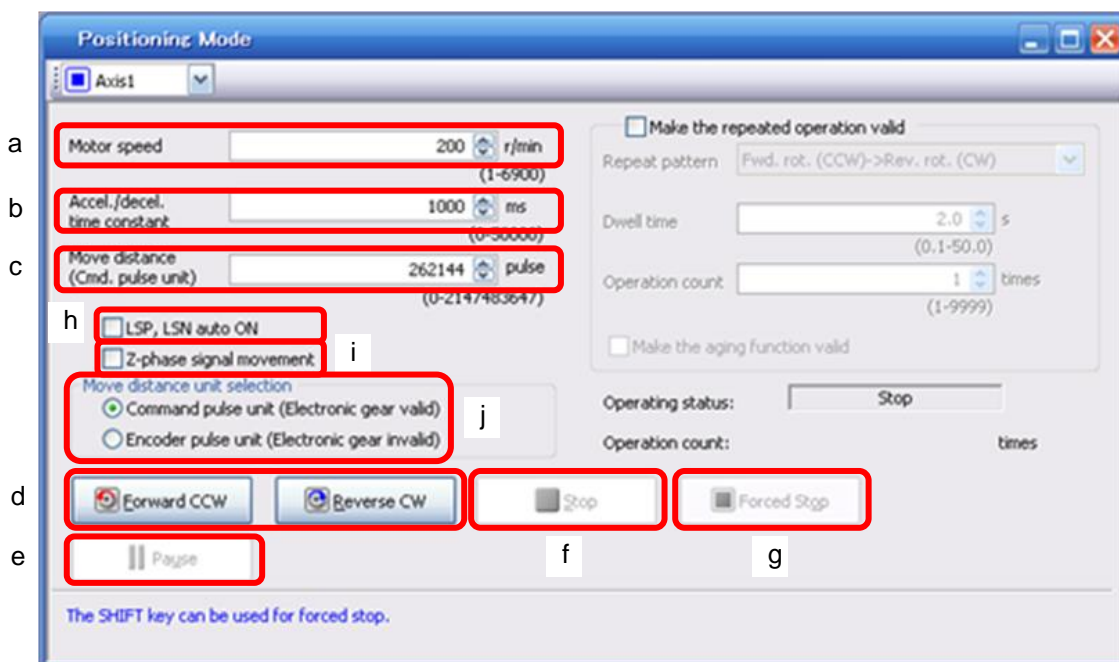 Positioning Mode
Axis1
a
Motor speed 200 r/min
(1-6900)
b
Accel./decel.
time constant 1000 ms
(0-50000)
c
Move distance
(Cmd. pulse unit) 262144 pulse
(0-2147483647)
h
LSP, LSN auto ON
Z-phase signal movement
i
Move distance unit selection
Command pulse unit (Electronic gear valid)
Encoder pulse unit (Electronic gear invalid)
j
Make the repeated operation valid
Repeat pattern Fwd. rot. (CCW)->Rev. rot. (CW)
Dwell time 2.0 s
(0.1-50.0)
Operation count 1 times
(1-9999)
Make the aging function valid
Operating status: Stop
Operation count: times
d
Forward CCW
Reverse CW
Stop
Forced Stop
e
Pause
f
g
The SHIFT key can be used for forced stop.